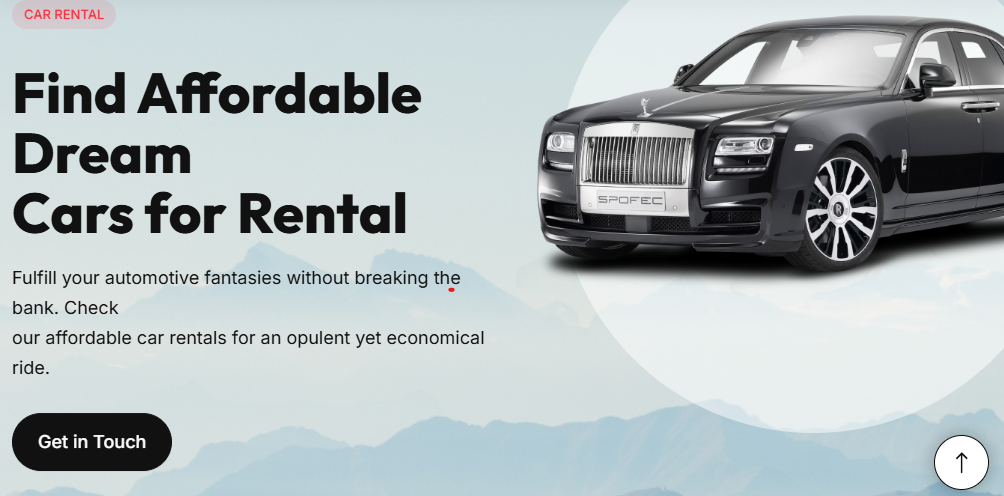 CAR RENTAL
Find Affordable
Dream
Cars for Rental
Fulfill your automotive fantasies without breaking the
bank. Check
our affordable car rentals for an opulent yet economical
ride.
Get in Touch
SPOFEC